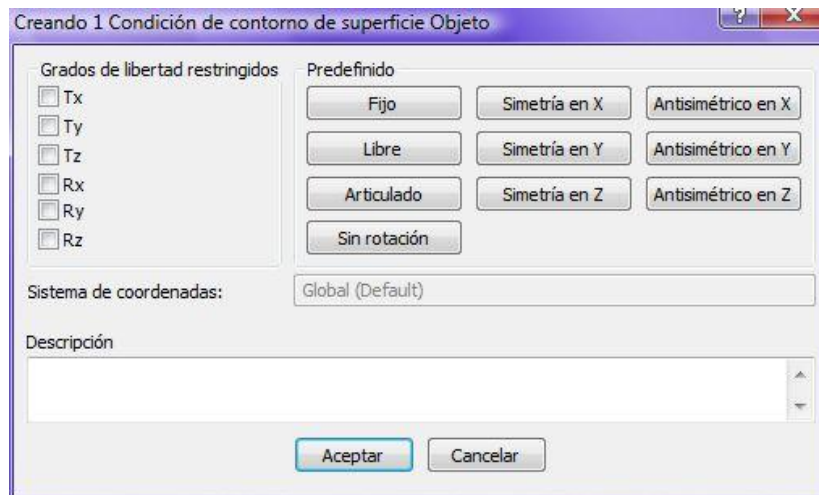 Creando 1 Condición de contorno de superficie Objeto
Grados de libertad restringidos
Tx
Ty
Tz
Rx
Ry
Rz
Predefinido
Fijo
Simetría en X
Antisimétrico en X
Libre
Simetría en Y
Antisimétrico en Y
Articulado
Simetría en Z
Antisimétrico en Z
Sin rotación
Sistema de coordenadas:
Global (Default)
Descripción
Aceptar
Cancelar